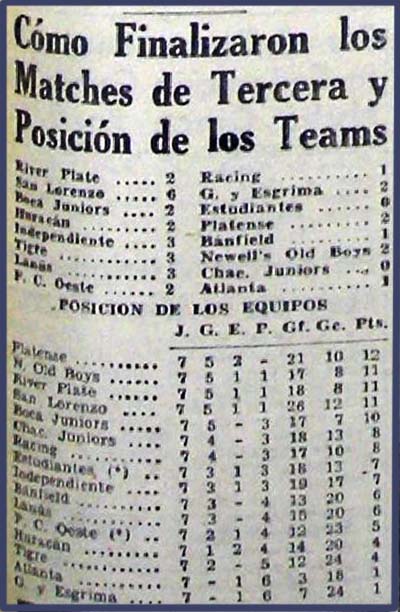 Cómo Finalizaron los
Matches de Tercera y
Posición de los Teams
River Plate ..... 2 Racing ............ 1
San Lorenzo ..... 6 G. y Esgrima .... 2
Boca Juniors .... 2 Estudiantes ...... 0
Huracán ........ 2 Platense ......... 2
Independiente ... 3 Banfield ......... 1
Tigre ........... 3 Newell's Old Boys 2
Lanús ........... 3 Chac. Juniors ... 0
F. C. Oeste ..... 2 Atlanta .......... 1
POSICION DE LOS EQUIPOS
J. G. E. P. Gf. Gc. Pts.
Platense .......... 7 5 2 - 21 10 12
N. Old Boys ...... 7 5 1 1 17 8 11
River Plate ...... 7 5 1 1 18 8 11
San Lorenzo ...... 7 5 1 1 26 12 11
Boca Juniors ..... 7 5 - 3 17 7 10
Chac. Juniors .... 7 4 - 3 18 13 8
Racing ........... 7 4 - 3 17 10 8
Estudiantes (*) .. 7 3 1 3 18 13 7
Independiente .... 7 3 1 3 19 17 7
Banfield ......... 7 3 - 4 13 20 6
Lanús ............ 7 3 - 4 15 20 6
F. C. Oeste (*) .. 7 2 1 4 12 23 5
Huracán .......... 7 1 2 4 14 20 4
Tigre ............ 7 2 - 5 12 24 4
Atlanta .......... 7 - 1 6 3 18 1
G. y Esgrima ..... 7 - 1 6 7 24 1